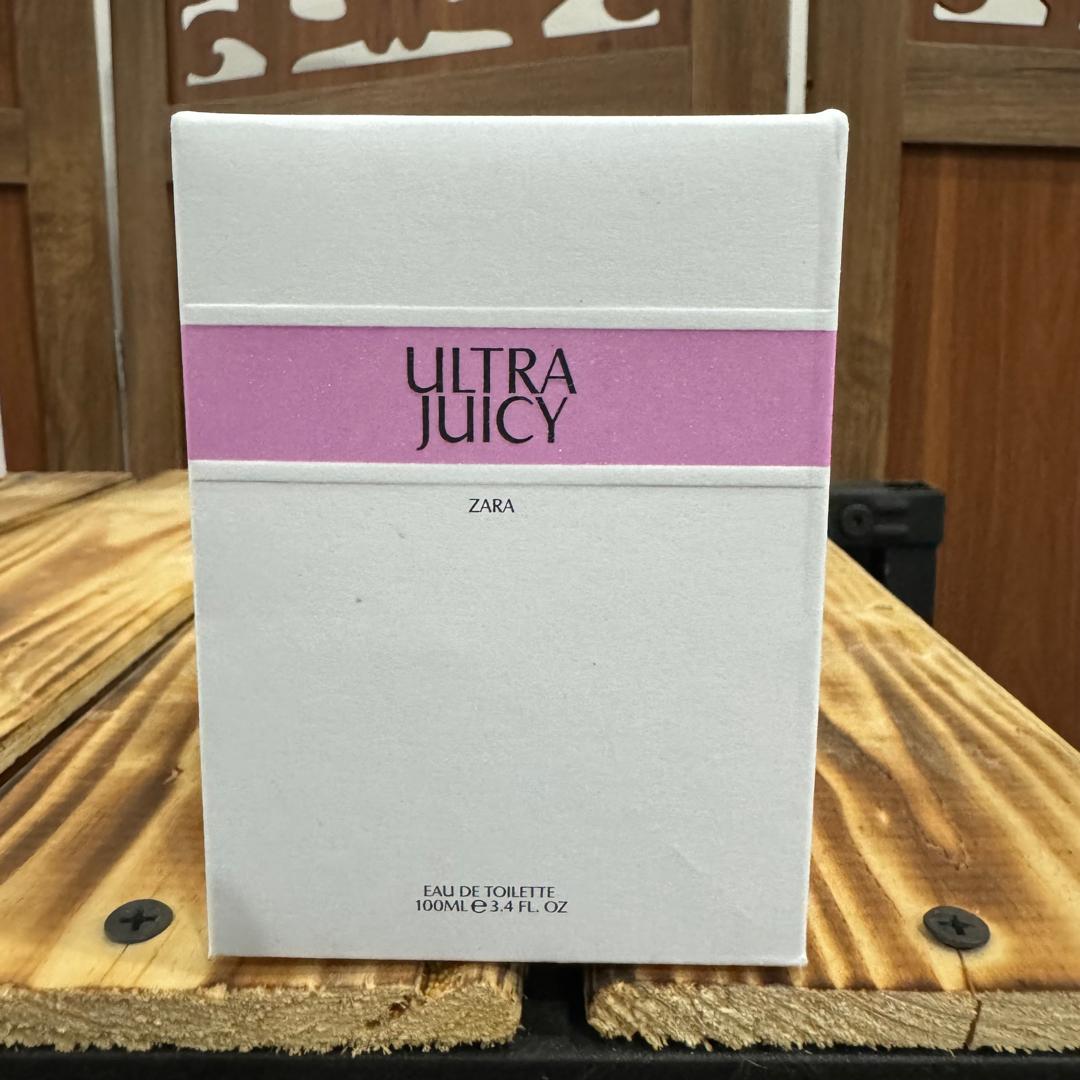 ULTRA
JUICY
ZARA
EAU DE TOILETTE
100ML ℮ 3.4 FL. OZ